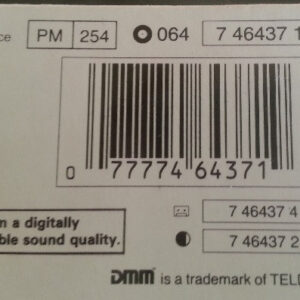 ce PM 254 064 7 46437 1
0 77774 64371
n a digitally
ble sound quality.
7 46437 4
7 46437 2
DMM is a trademark of TELD